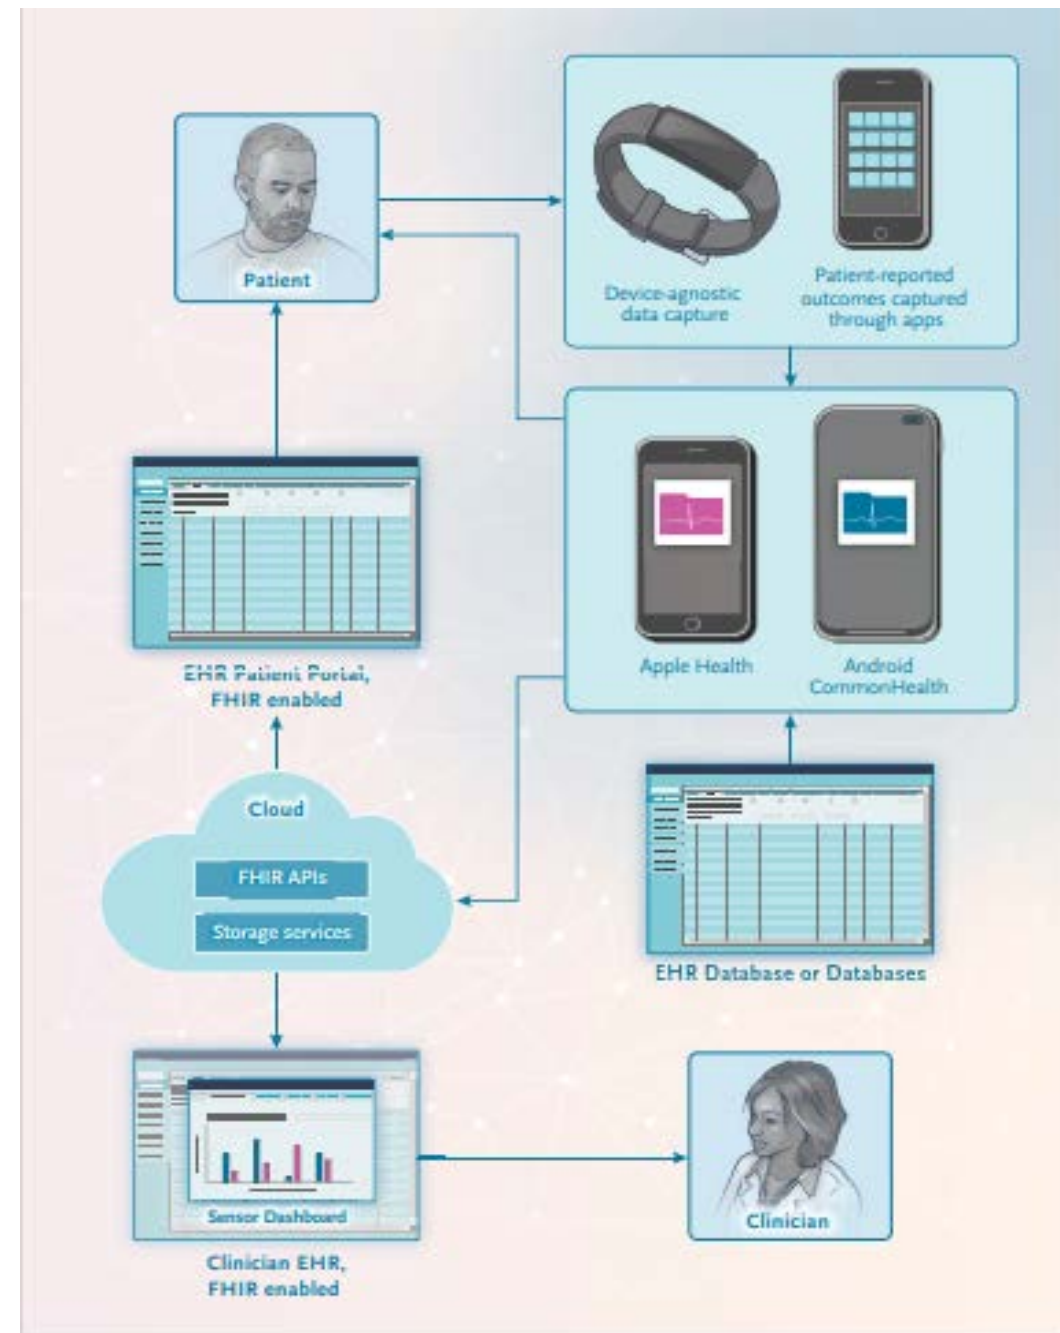 Patient
Device-agnostic
data capture
Patient-reported
outcomes captured
through apps
EHR Patient Portal,
FHIR enabled
Apple Health
Android
CommonHealth
Cloud
FHIR APIs
Storage services
EHR Database or Databases
Sensor Dashboard
Clinician EHR,
FHIR enabled
Clinician